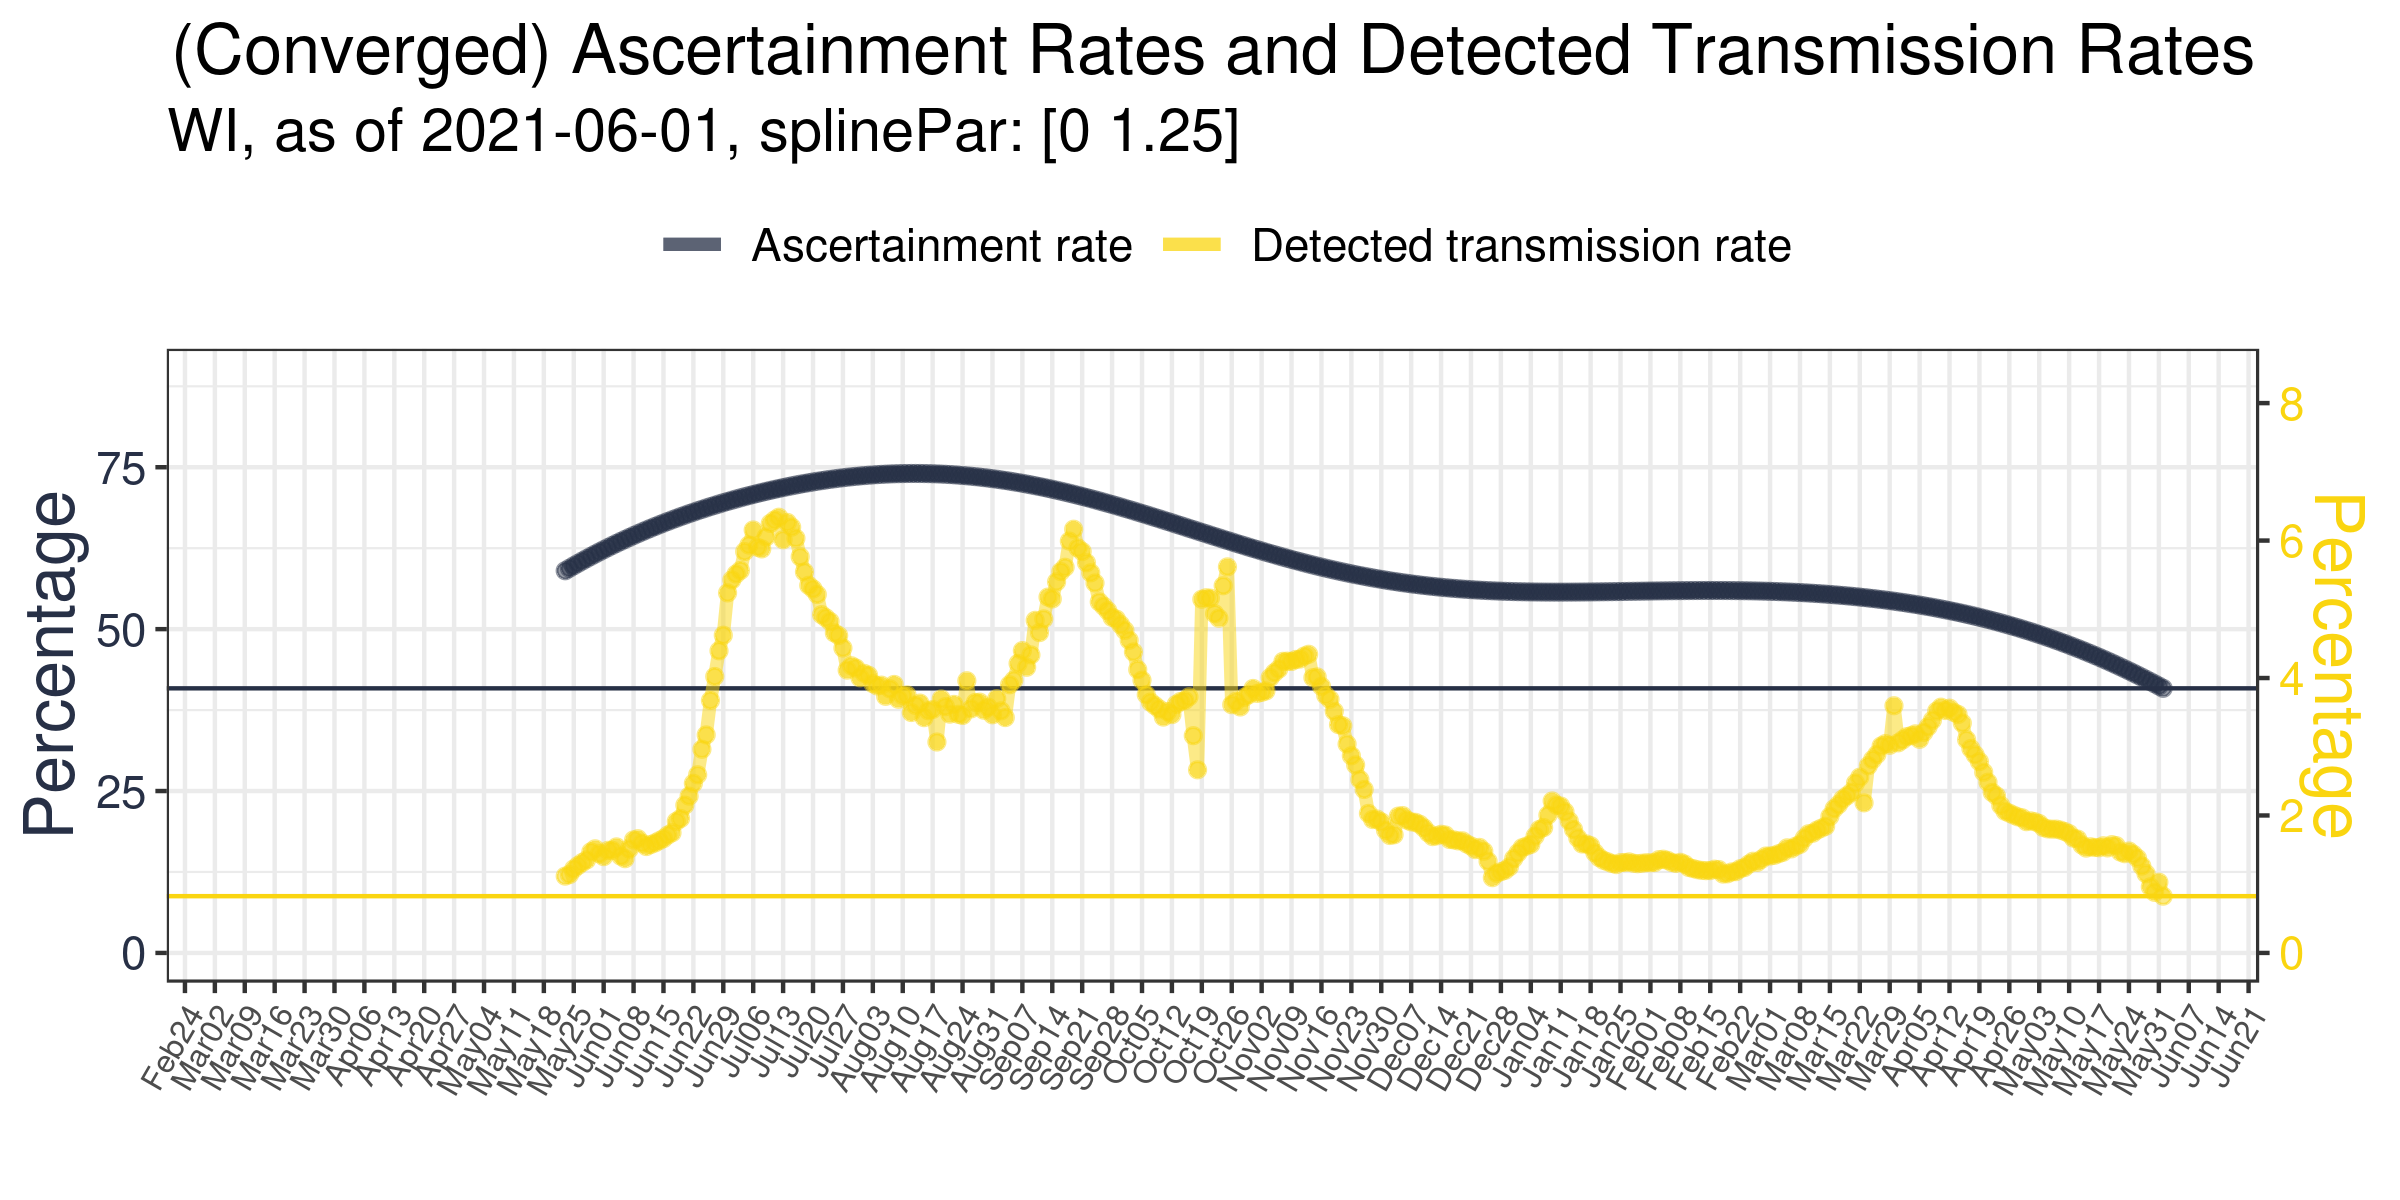 (Converged) Ascertainment Rates and Detected Transmission Rates
WI, as of 2021-06-01, splinePar: [0 1.25]
Ascertainment rate Detected transmission rate
Percentage
75
50
25
0
8
6
4
2
0
Percentage
Feb24 Mar02 Mar09 Mar16 Mar23 Mar30 Apr06 Apr13 Apr20 Apr27 May04 May11 May18 May25 Jun01 Jun08 Jun15 Jun22 Jun29 Jul06 Jul13 Jul20 Jul27 Aug03 Aug10 Aug17 Aug24 Aug31 Sep07 Sep14 Sep21 Sep28 Oct05 Oct12 Oct19 Oct26 Nov02 Nov09 Nov16 Nov23 Nov30 Dec07 Dec14 Dec21 Dec28 Jan04 Jan11 Jan18 Jan25 Feb01 Feb08 Feb15 Feb22 Mar01 Mar08 Mar15 Mar22 Mar29 Apr05 Apr12 Apr19 Apr26 May03 May10 May17 May24 May31 Jun07 Jun14 Jun21